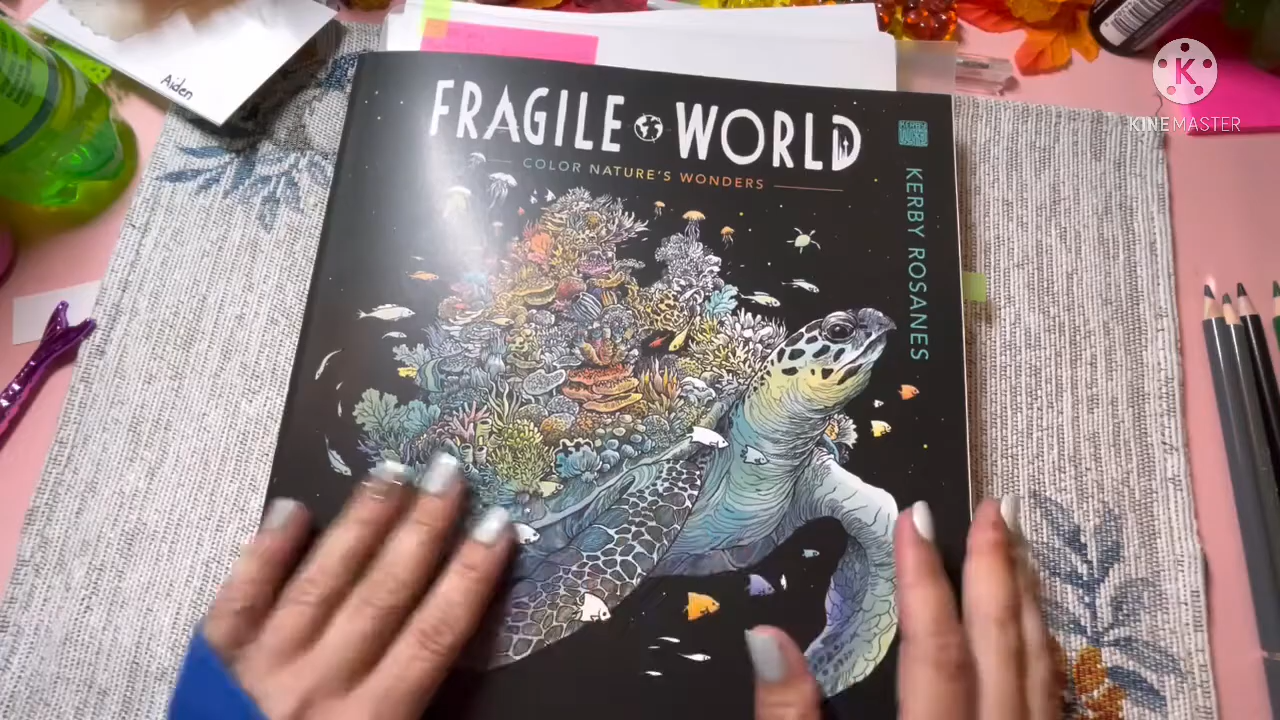 Aiden
FRAGILE WORLD
COLOR NATURE'S WONDERS
KERBY ROSANES
K
KINEMASTER